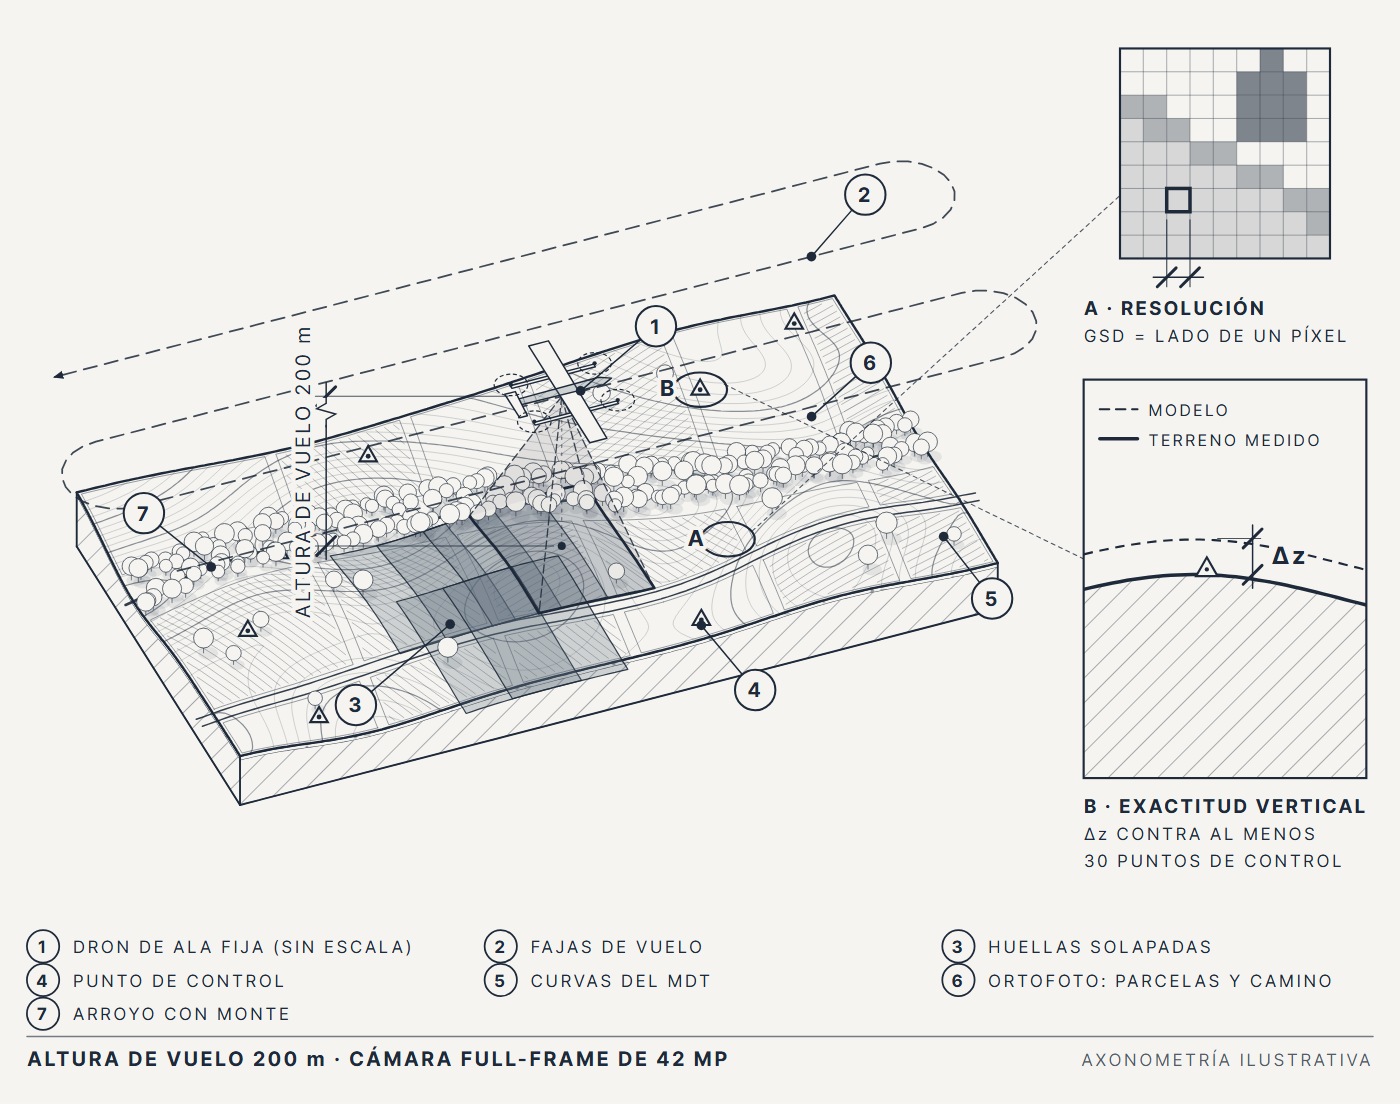 2
1
6
B
7
ALTURA DE VUELO 200 m
A
5
4
3
A · RESOLUCIÓN
GSD = LADO DE UN PÍXEL
MODELO
TERRENO MEDIDO
Δz
B · EXACTITUD VERTICAL
Δz CONTRA AL MENOS
30 PUNTOS DE CONTROL
1 DRON DE ALA FIJA (SIN ESCALA)
2 FAJAS DE VUELO
3 HUELLAS SOLAPADAS
4 PUNTO DE CONTROL
5 CURVAS DEL MDT
6 ORTOFOTO: PARCELAS Y CAMINO
7 ARROYO CON MONTE
ALTURA DE VUELO 200 m · CÁMARA FULL-FRAME DE 42 MP
AXONOMETRÍA ILUSTRATIVA